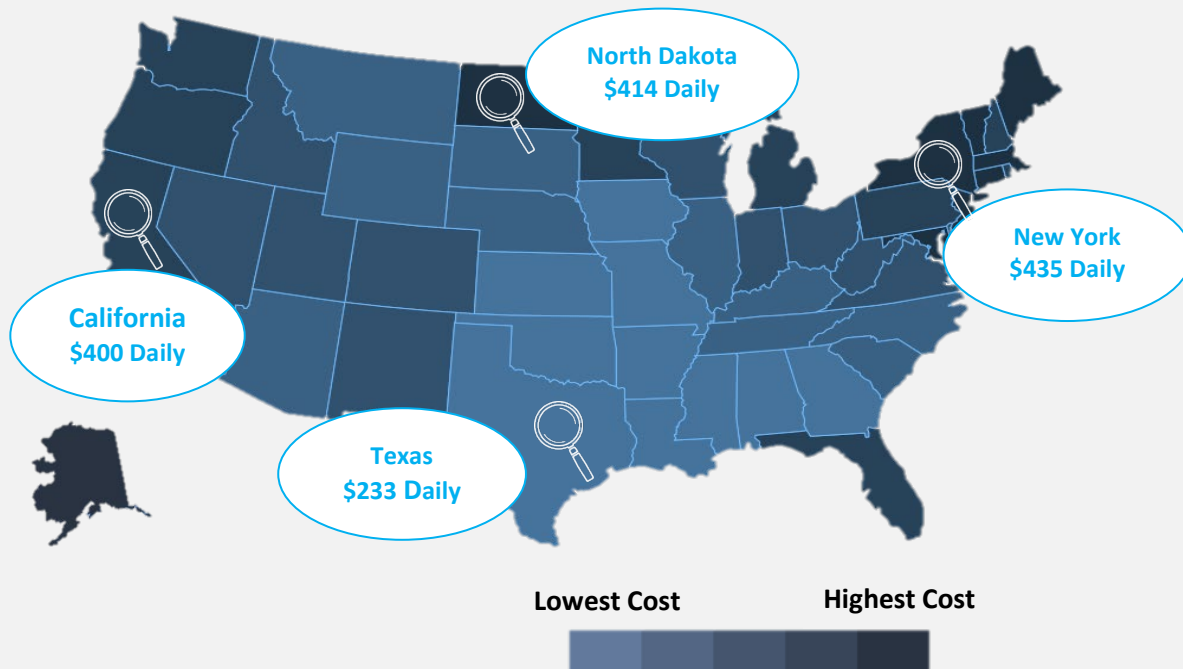 North Dakota
$414 Daily
New York
$435 Daily
California
$400 Daily
Texas
$233 Daily
Lowest Cost
Highest Cost